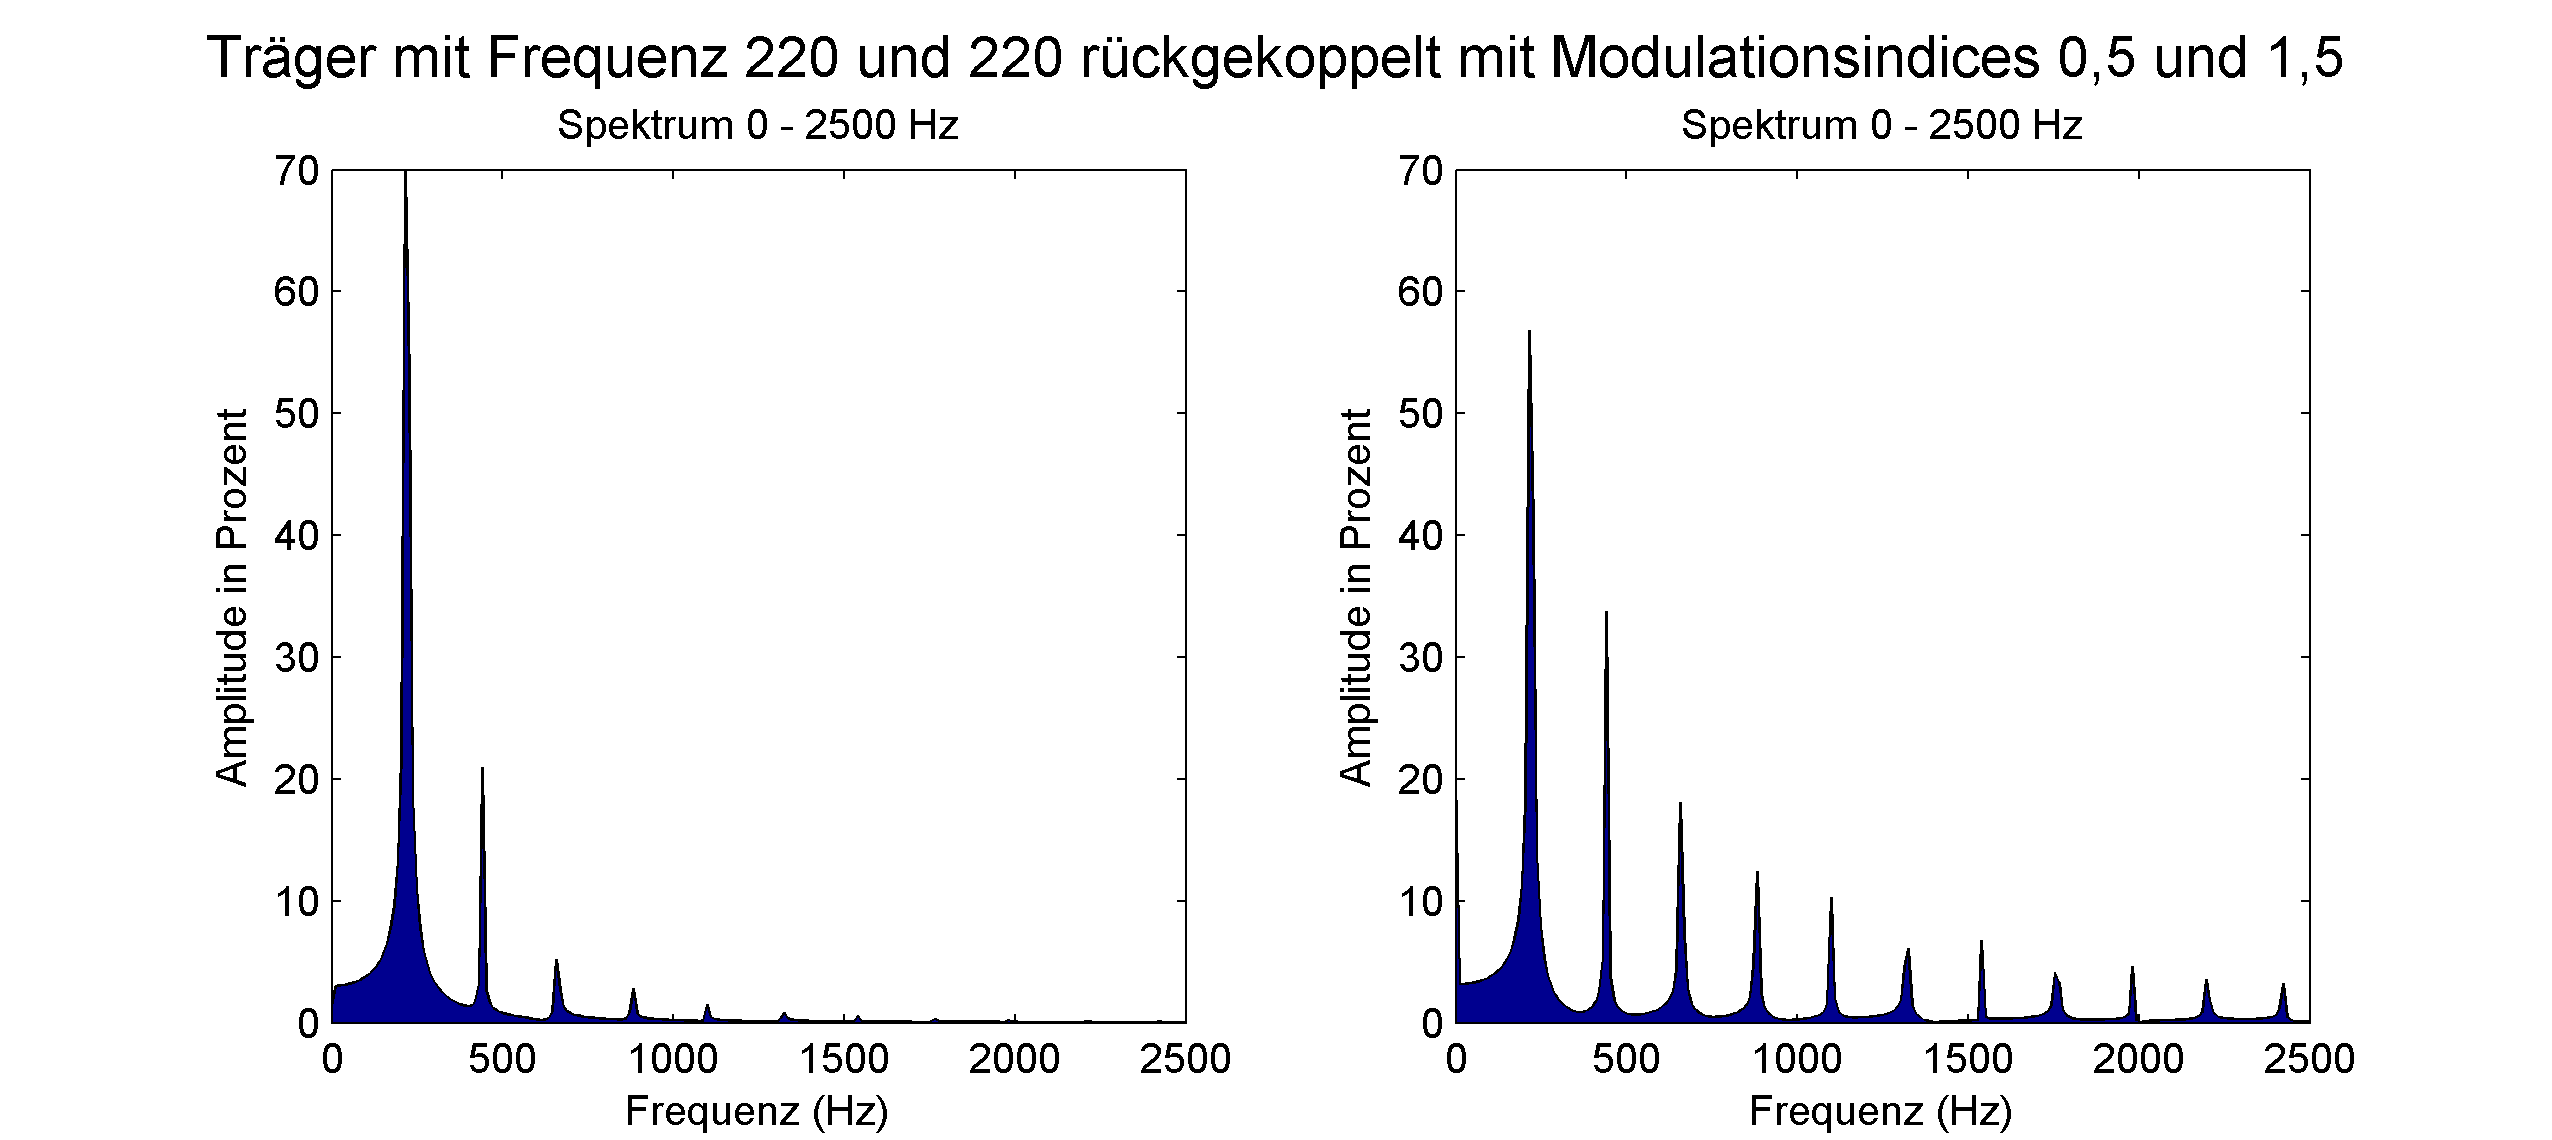 Träger mit Frequenz 220 und 220 rückgekoppelt mit Modulationsindices 0,5 und 1,5
Spektrum 0 - 2500 Hz
70
60
50
40
30
20
10
0
Amplitude in Prozent
0 500 1000 1500 2000 2500
Frequenz (Hz)
Spektrum 0 - 2500 Hz
70
60
50
40
30
20
10
0
Amplitude in Prozent
0 500 1000 1500 2000 2500
Frequenz (Hz)